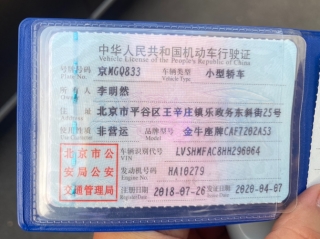 中华人民共和国机动车行驶证
Vehicle License of the People's Republic of China
号牌号码 京MGQ833 车辆类型 小型轿车
所有人 李明然
住址 北京市平谷区王辛庄镇乐政务东斜街25号
使用性质 非营运 品牌型号 金牛座牌CAF7202A53
北京市公 车辆识别代号 LVSHMFAC8HH296064
安局公安 VIN
发动机号码 HA10279
交通管理局 注册日期 2018-07-26 发证日期 2020-04-07